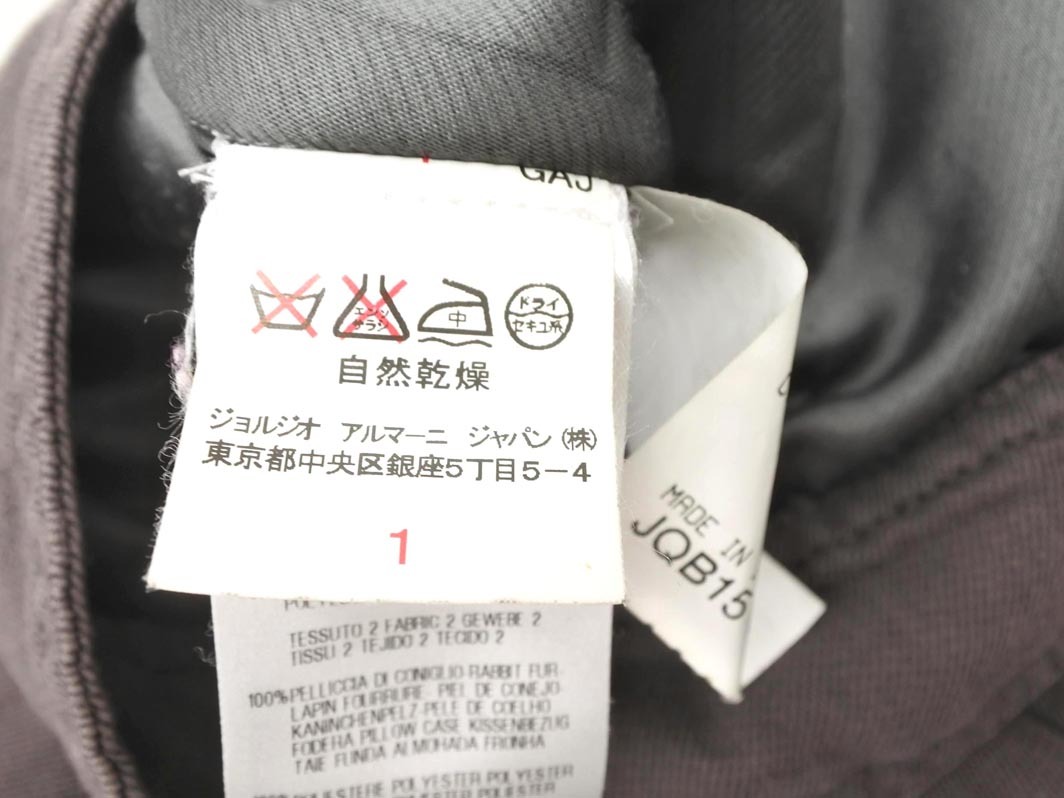 GAJ
エンソ
サラシ
中
ドライ
セキユ系
自然乾燥
ジョルジオ アルマーニ ジャパン(株)
東京都中央区銀座5丁目5-4
1
MADE IN
JQB15
TESSUTO 2 FABRIC 2 GEWEBE 2
TISSU 2 TEJIDO 2 TECIDO 2
100% PELLICCIA DI CONIGLIO-RABBIT FUR-
LAPIN FOURRURE- PIEL DE CONEJO-
KANINCHENPELZ-PELE DE COELHO
FODERA PILLOW CASE KISSENBEZUG
TAIE FUNDA ALMOHADA FRONHA
POLIESTERE POLYESTER POLYESTER